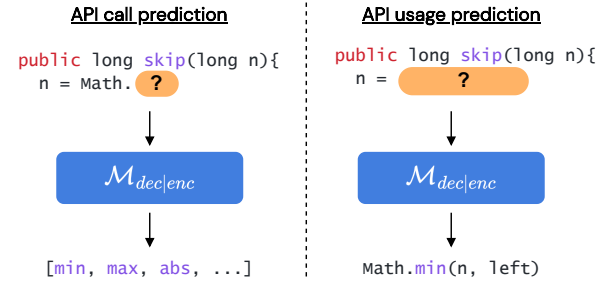 API call prediction
public long skip(long n){
n = Math. ?
M dec|enc
[min, max, abs, ...]
API usage prediction
public long skip(long n){
n = ?
M dec|enc
Math.min(n, left)